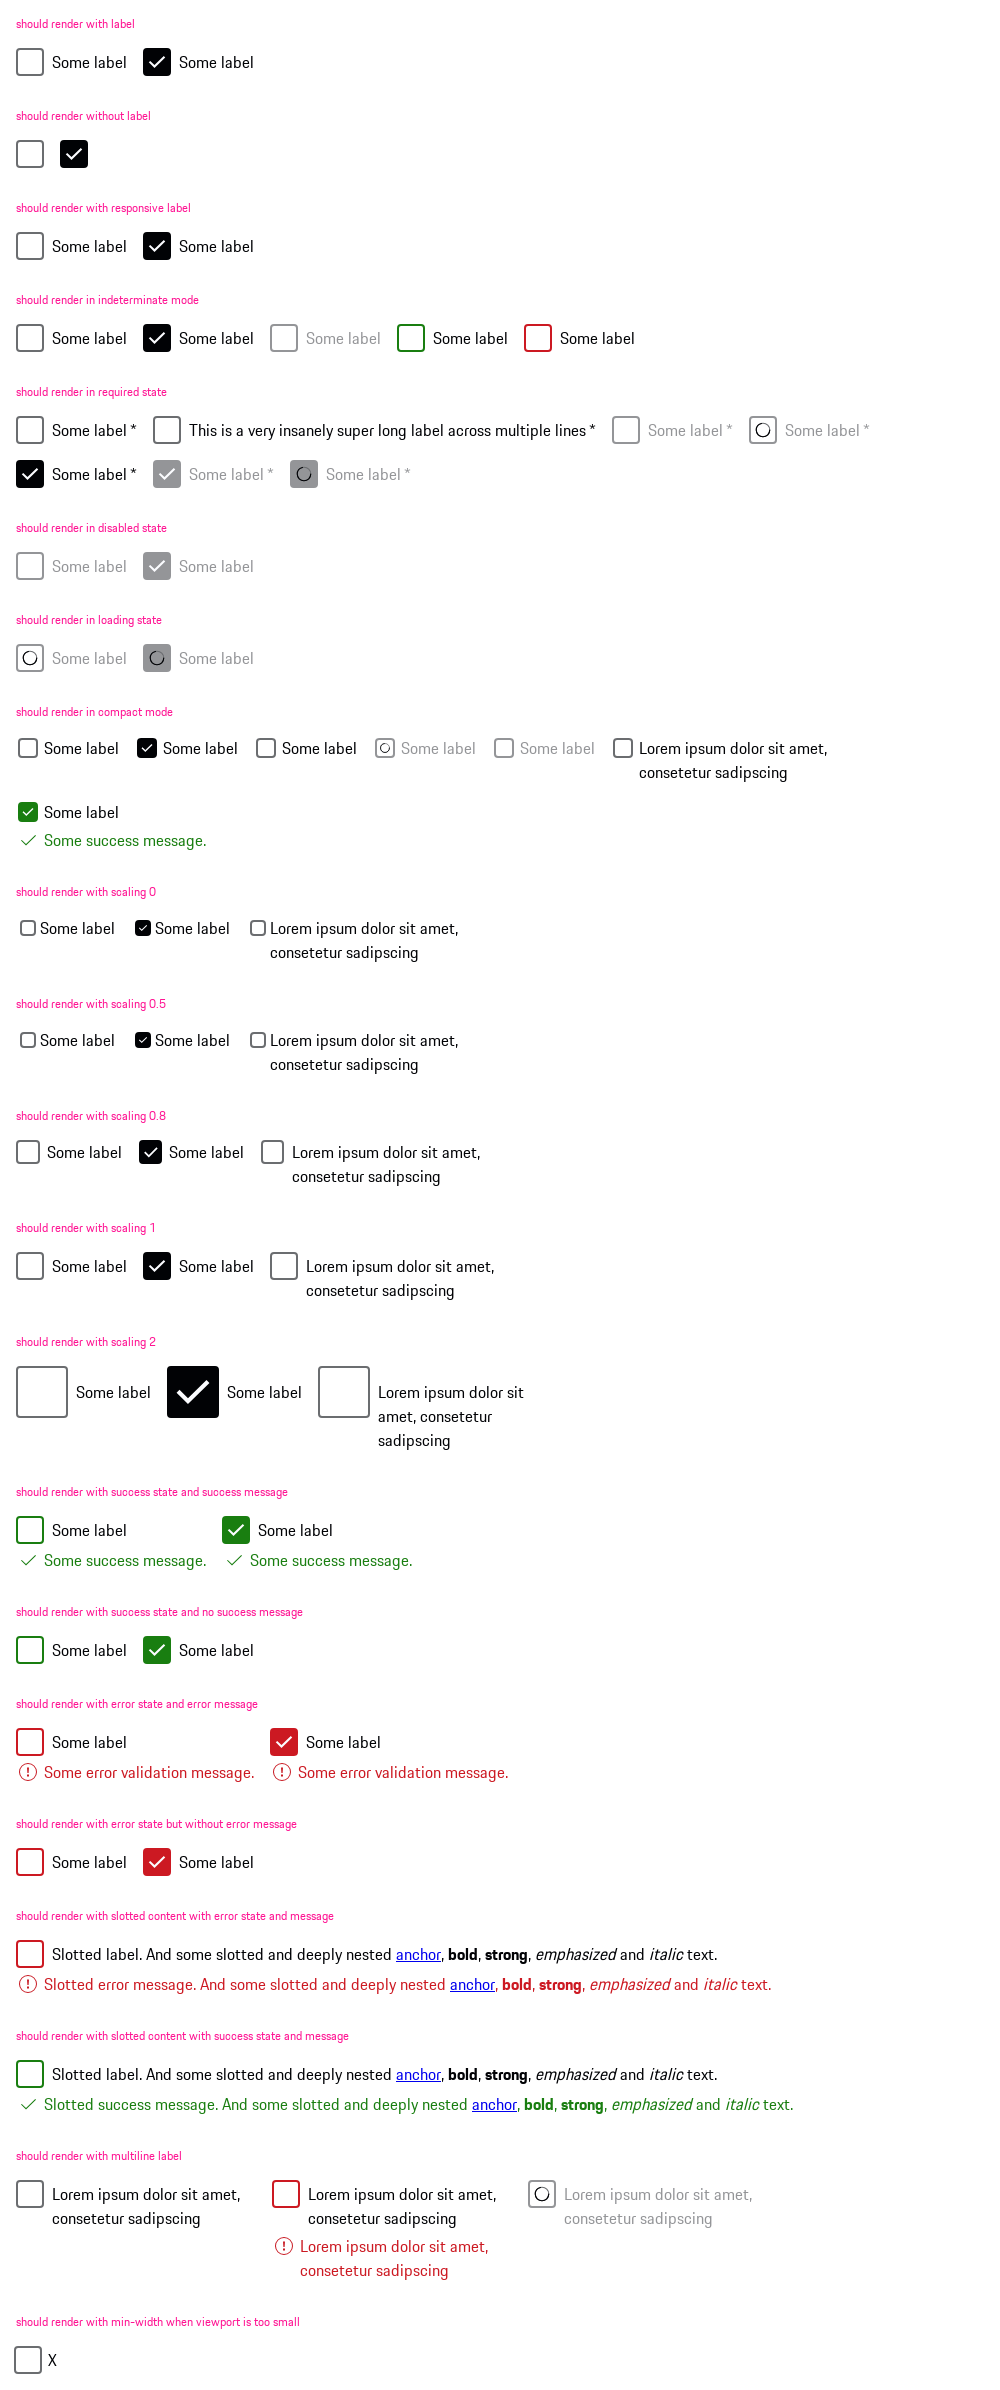 should render with label
Some label Some label
should render without label
should render with responsive label
Some label Some label
should render in indeterminate mode
Some label Some label Some label Some label Some label
should render in required state
Some label * This is a very insanely super long label across multiple lines * Some label * Some label *
Some label * Some label * Some label *
should render in disabled state
Some label Some label
should render in loading state
Some label Some label
should render in compact mode
Some label Some label Some label Some label Some label Lorem ipsum dolor sit amet,
consetetur sadipscing
Some label
Some success message.
should render with scaling 0
Some label Some label Lorem ipsum dolor sit amet,
consetetur sadipscing
should render with scaling 0.5
Some label Some label Lorem ipsum dolor sit amet,
consetetur sadipscing
should render with scaling 0.8
Some label Some label Lorem ipsum dolor sit amet,
consetetur sadipscing
should render with scaling 1
Some label Some label Lorem ipsum dolor sit amet,
consetetur sadipscing
should render with scaling 2
Some label Some label Lorem ipsum dolor sit
amet, consetetur
sadipscing
should render with success state and success message
Some label Some label
Some success message. Some success message.
should render with success state and no success message
Some label Some label
should render with error state and error message
Some label Some label
Some error validation message. Some error validation message.
should render with error state but without error message
Some label Some label
should render with slotted content with error state and message
Slotted label. And some slotted and deeply nested anchor, bold, strong, emphasized and italic text.
Slotted error message. And some slotted and deeply nested anchor, bold, strong, emphasized and italic text.
should render with slotted content with success state and message
Slotted label. And some slotted and deeply nested anchor, bold, strong, emphasized and italic text.
Slotted success message. And some slotted and deeply nested anchor, bold, strong, emphasized and italic text.
should render with multiline label
Lorem ipsum dolor sit amet, Lorem ipsum dolor sit amet, Lorem ipsum dolor sit amet,
consetetur sadipscing consetetur sadipscing consetetur sadipscing
Lorem ipsum dolor sit amet,
consetetur sadipscing
should render with min-width when viewport is too small
X